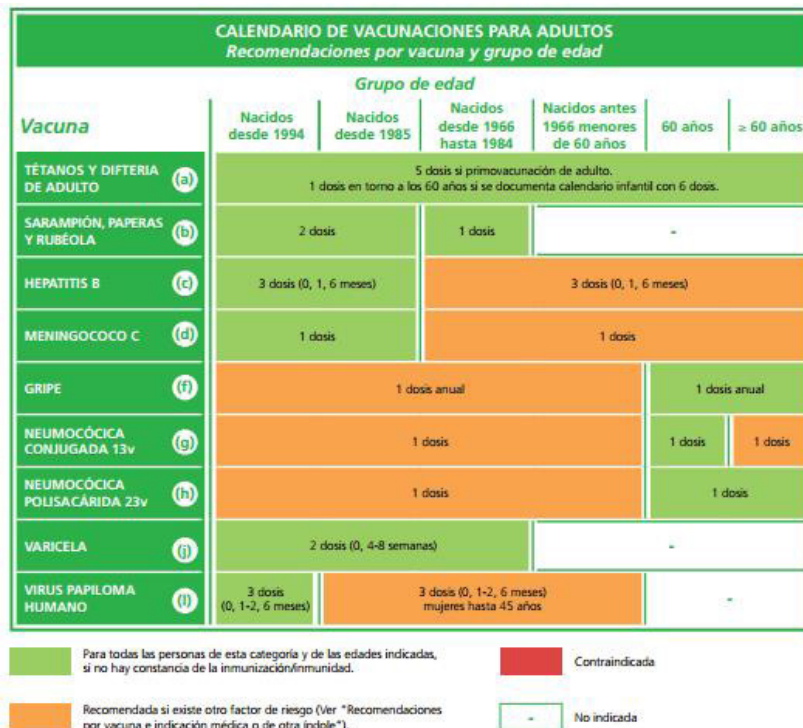 CALENDARIO DE VACUNACIONES PARA ADULTOS
Recomendaciones por vacuna y grupo de edad
Grupo de edad
Vacuna
Nacidos
desde 1994
Nacidos
desde 1985
Nacidos
desde 1966
hasta 1984
Nacidos antes
1966 menores
de 60 años
60 años
≥ 60 años
TÉTANOS Y DIFTERIA
DE ADULTO
(a)
5 dosis si primovacunación de adulto.
1 dosis en torno a los 60 años si se documenta calendario infantil con 6 dosis.
SARAMPIÓN, PAPERAS
Y RUBÉOLA
(b)
2 dosis
1 dosis
-
HEPATITIS B
(c)
3 dosis (0, 1, 6 meses)
3 dosis (0, 1, 6 meses)
MENINGOCOCO C
(d)
1 dosis
1 dosis
GRIPE
(f)
1 dosis anual
1 dosis anual
NEUMOCÓCICA
CONJUGADA 13v
(g)
1 dosis
1 dosis
1 dosis
NEUMOCÓCICA
POLISACÁRIDA 23v
(h)
1 dosis
1 dosis
VARICELA
(j)
2 dosis (0, 4-8 semanas)
-
VIRUS PAPILOMA
HUMANO
(l)
3 dosis
(0, 1-2, 6 meses)
3 dosis (0, 1-2, 6 meses)
mujeres hasta 45 años
-
Para todas las personas de esta categoría y de las edades indicadas,
si no hay constancia de la inmunización/inmunidad.
Contraindicada
Recomendada si existe otro factor de riesgo (Ver "Recomendaciones
por vacuna e indicación médica o de otra índole").
-
No indicada